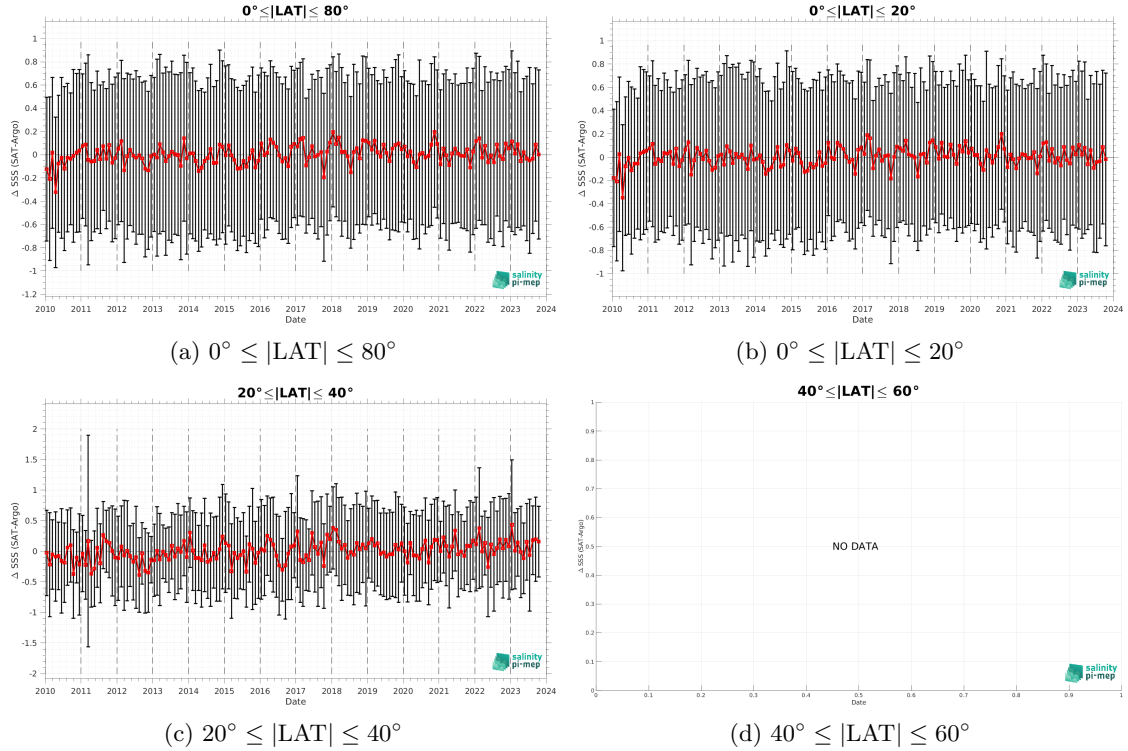 0°≤|LAT|≤ 80°
1
0.8
0.6
0.4
0.2
0
-0.2
-0.4
-0.6
-0.8
-1
-1.2
Δ SSS (SAT-Argo)
2010 2011 2012 2013 2014 2015 2016 2017 2018 2019 2020 2021 2022 2023 2024
Date
salinity
pi-mep
(a) 0° ≤ |LAT| ≤ 80°
0°≤|LAT|≤ 20°
1
0.8
0.6
0.4
0.2
0
-0.2
-0.4
-0.6
-0.8
-1
Δ SSS (SAT-Argo)
2010 2011 2012 2013 2014 2015 2016 2017 2018 2019 2020 2021 2022 2023 2024
Date
salinity
pi-mep
(b) 0° ≤ |LAT| ≤ 20°
20°≤|LAT|≤ 40°
2
1.5
1
0.5
0
-0.5
-1
-1.5
-2
Δ SSS (SAT-Argo)
2010 2011 2012 2013 2014 2015 2016 2017 2018 2019 2020 2021 2022 2023 2024
Date
salinity
pi-mep
(c) 20° ≤ |LAT| ≤ 40°
40°≤|LAT|≤ 60°
1
0.9
0.8
0.7
0.6
0.5
0.4
0.3
0.2
0.1
0
Δ SSS (SAT-Argo)
NO DATA
0 0.1 0.2 0.3 0.4 0.5 0.6 0.7 0.8 0.9 1
Date
salinity
pi-mep
(d) 40° ≤ |LAT| ≤ 60°